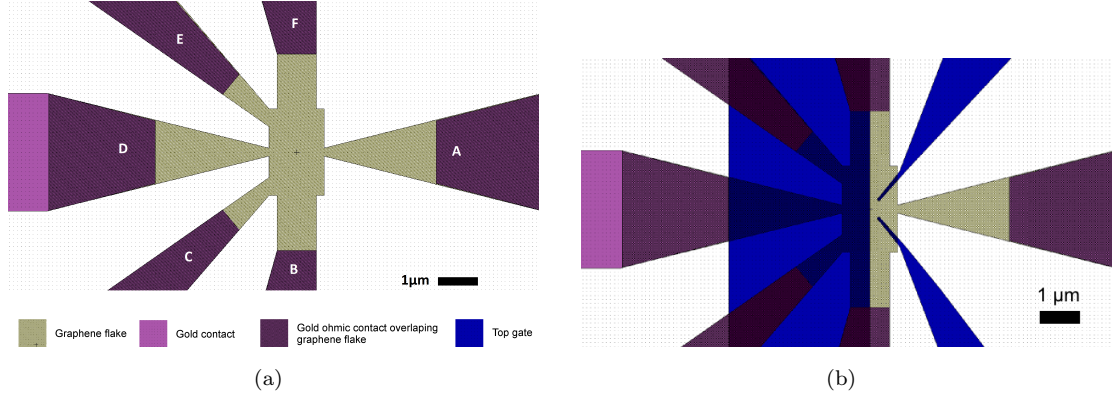 E
F
D
A
C
B
1µm
1 µm
Graphene flake
Gold contact
Gold ohmic contact overlaping
graphene flake
Top gate
(a)
(b)